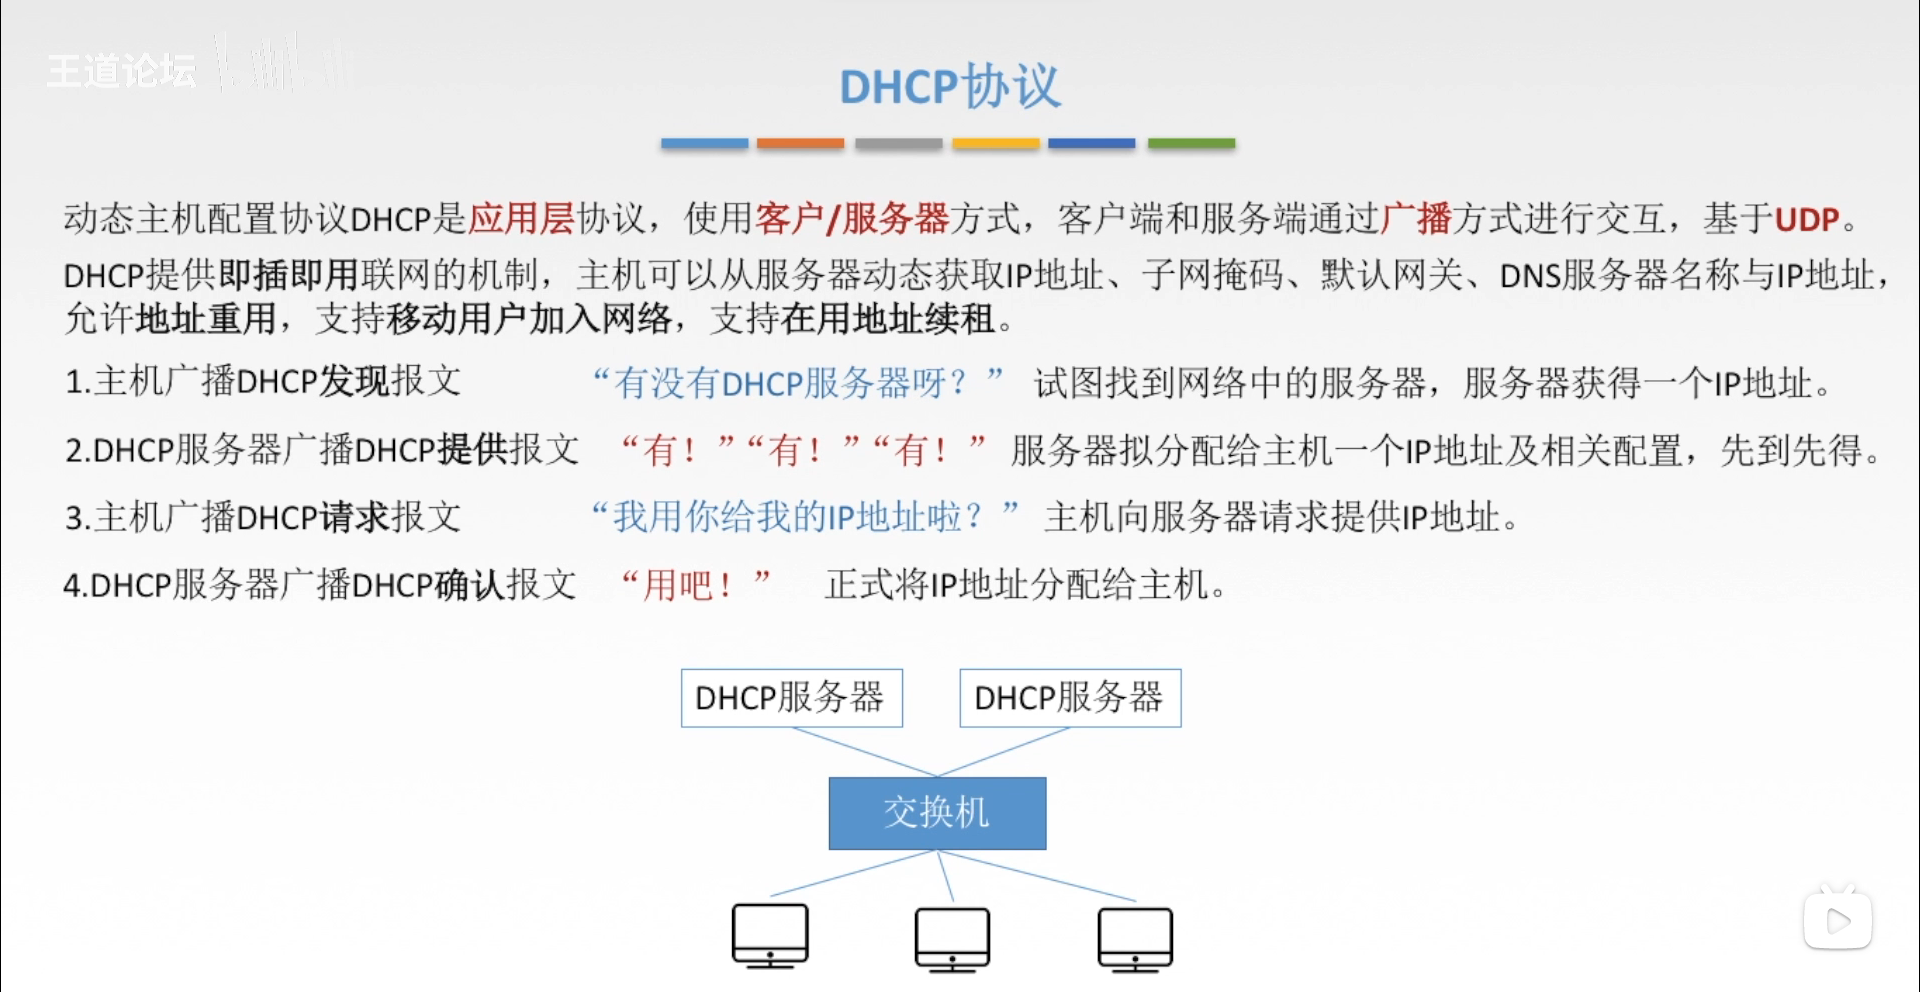 王道论坛
DHCP协议
动态主机配置协议DHCP是应用层协议，使用客户/服务器方式，客户端和服务端通过广播方式进行交互，基于UDP。
DHCP提供即插即用联网的机制，主机可以从服务器动态获取IP地址、子网掩码、默认网关、DNS服务器名称与IP地址，
允许地址重用，支持移动用户加入网络，支持在用地址续租。
1.主机广播DHCP发现报文 “有没有DHCP服务器呀？” 试图找到网络中的服务器，服务器获得一个IP地址。
2.DHCP服务器广播DHCP提供报文 “有！”“有！”“有！” 服务器拟分配给主机一个IP地址及相关配置，先到先得。
3.主机广播DHCP请求报文 “我用你给我的IP地址啦？” 主机向服务器请求提供IP地址。
4.DHCP服务器广播DHCP确认报文 “用吧！” 正式将IP地址分配给主机。
DHCP服务器 DHCP服务器
交换机